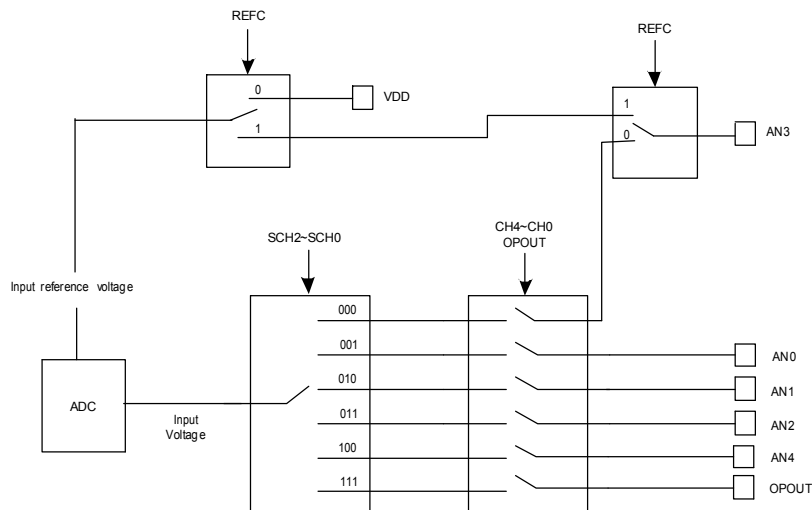 REFC
REFC
0
VDD
1
1
0
AN3
SCH2~SCH0
CH4~CH0
OPOUT
Input reference voltage
000
001
AN0
ADC
010
AN1
Input
Voltage
011
AN2
100
AN4
111
OPOUT